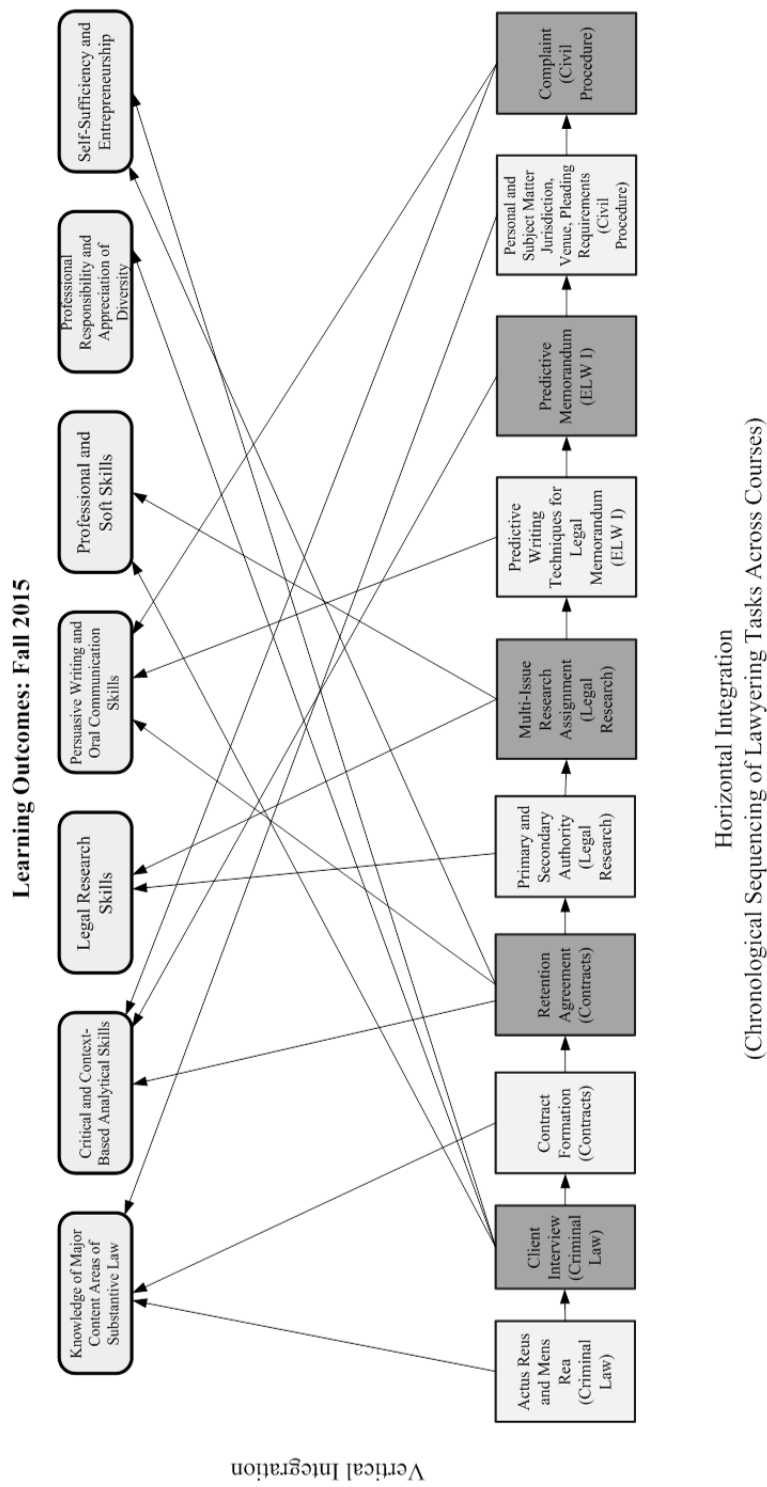 Learning Outcomes: Fall 2015
Knowledge of Major
Content Areas of
Substantive Law
Critical and Context-
Based Analytical Skills
Legal Research
Skills
Persuasive Writing and
Oral Communication
Skills
Professional and
Soft Skills
Professional
Responsibility and
Appreciation of
Diversity
Self-Sufficiency and
Entrepreneurship
Vertical Integration
Actus Reus
and Mens
Rea
(Criminal
Law)
Client
Interview
(Criminal
Law)
Contract
Formation
(Contracts)
Retention
Agreement
(Contracts)
Primary and
Secondary
Authority
(Legal
Research)
Multi-Issue
Research
Assignment
(Legal
Research)
Predictive
Writing
Techniques for
Legal
Memorandum
(ELW I)
Predictive
Memorandum
(ELW I)
Personal and
Subject Matter
Jurisdiction,
Venue, Pleading
Requirements
(Civil
Procedure)
Complaint
(Civil
Procedure)
Horizontal Integration
(Chronological Sequencing of Lawyering Tasks Across Courses)